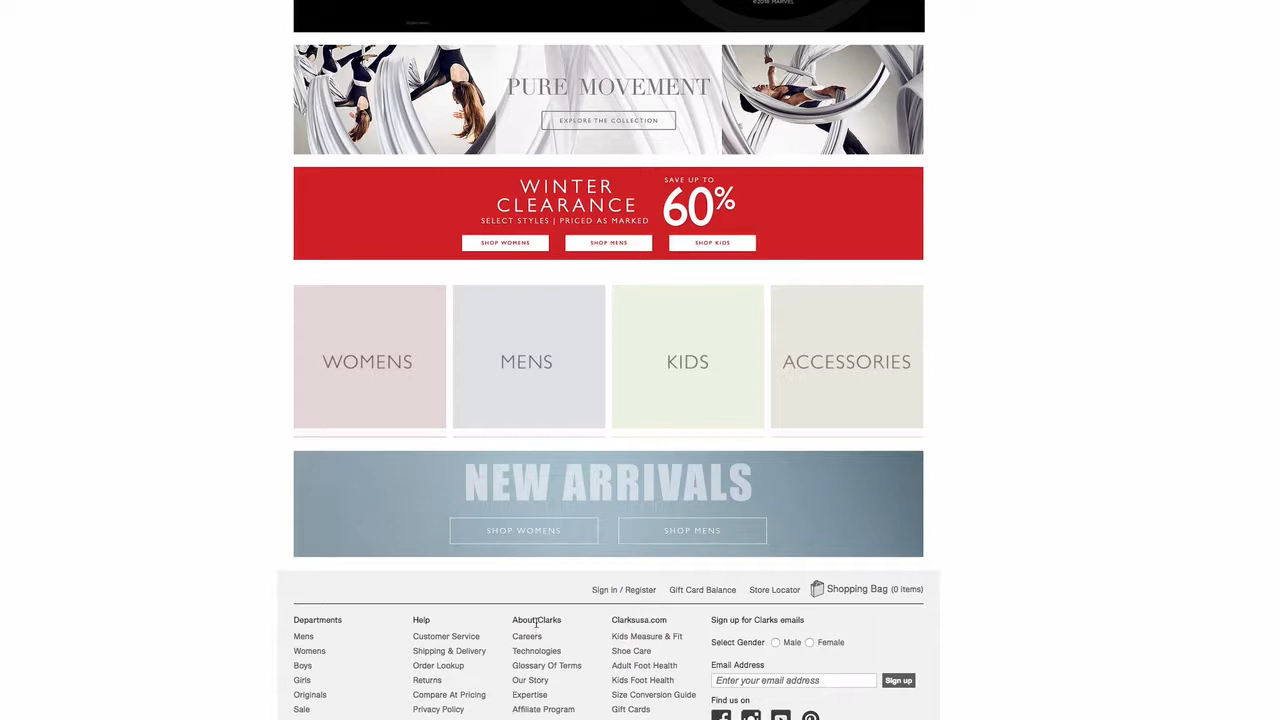 ©2018 MARVEL
PURE MOVEMENT
EXPLORE THE COLLECTION
WINTER
CLEARANCE
SELECT STYLES | PRICED AS MARKED
SAVE UP TO
60%
SHOP WOMENS
SHOP MENS
SHOP KIDS
WOMENS
MENS
KIDS
ACCESSORIES
NEW ARRIVALS
SHOP WOMENS
SHOP MENS
Sign in / Register
Gift Card Balance
Store Locator
Shopping Bag (0 Items)
Departments
Mens
Womens
Boys
Girls
Originals
Sale
Help
Customer Service
Shipping & Delivery
Order Lookup
Returns
Compare At Pricing
Privacy Policy
About Clarks
Careers
Technologies
Glossary Of Terms
Our Story
Expertise
Affiliate Program
Clarksusa.com
Kids Measure & Fit
Shoe Care
Adult Foot Health
Kids Foot Health
Size Conversion Guide
Gift Cards
Sign up for Clarks emails
Select Gender Male Female
Email Address
Enter your email address
Sign up
Find us on